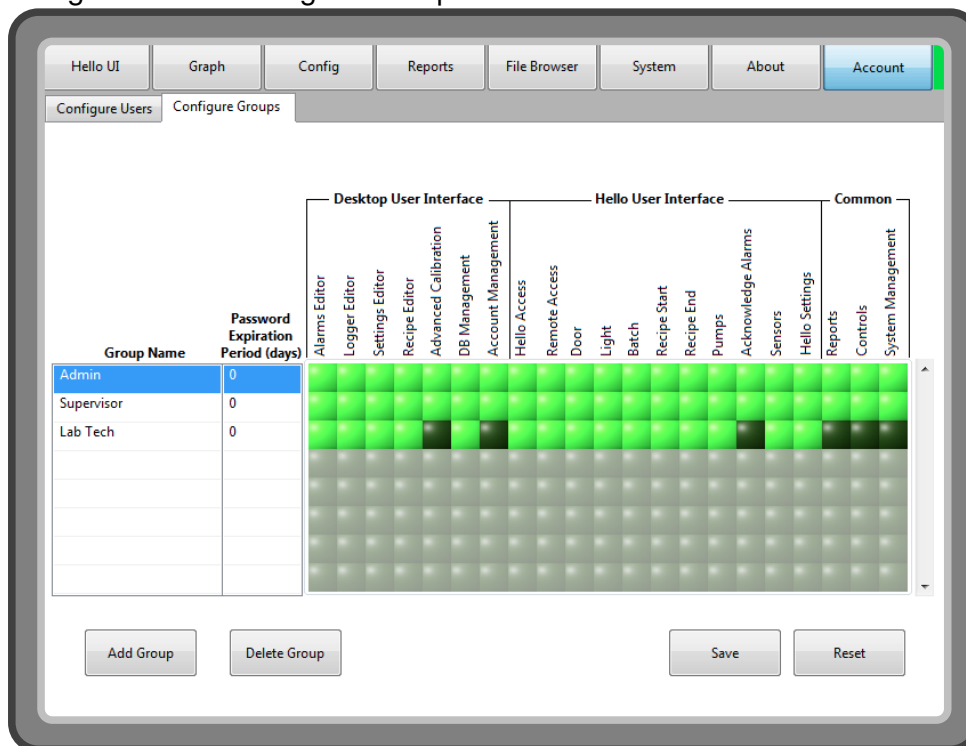 Hello UI Graph Config Reports File Browser System About Account
Configure Users Configure Groups
Desktop User Interface Hello User Interface Common
Alarms Editor
Logger Editor
Settings Editor
Recipe Editor
Advanced Calibration
DB Management
Account Management
Hello Access
Remote Access
Door
Light
Batch
Recipe Start
Recipe End
Pumps
Acknowledge Alarms
Sensors
Hello Settings
Reports
Controls
System Management
Group Name
Password
Expiration
Period (days)
Admin 0
Supervisor 0
Lab Tech 0
Add Group Delete Group Save Reset